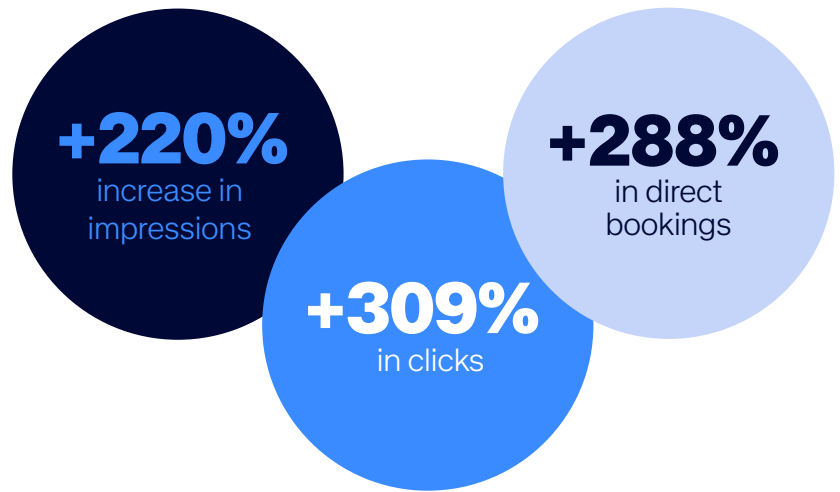 +220%
increase in
impressions
+309%
in clicks
+288%
in direct
bookings